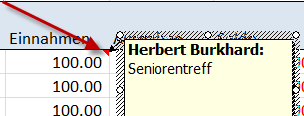 Einnahmen
Herbert Burkhard:
Seniorentreff
100.00
100.00
100.00